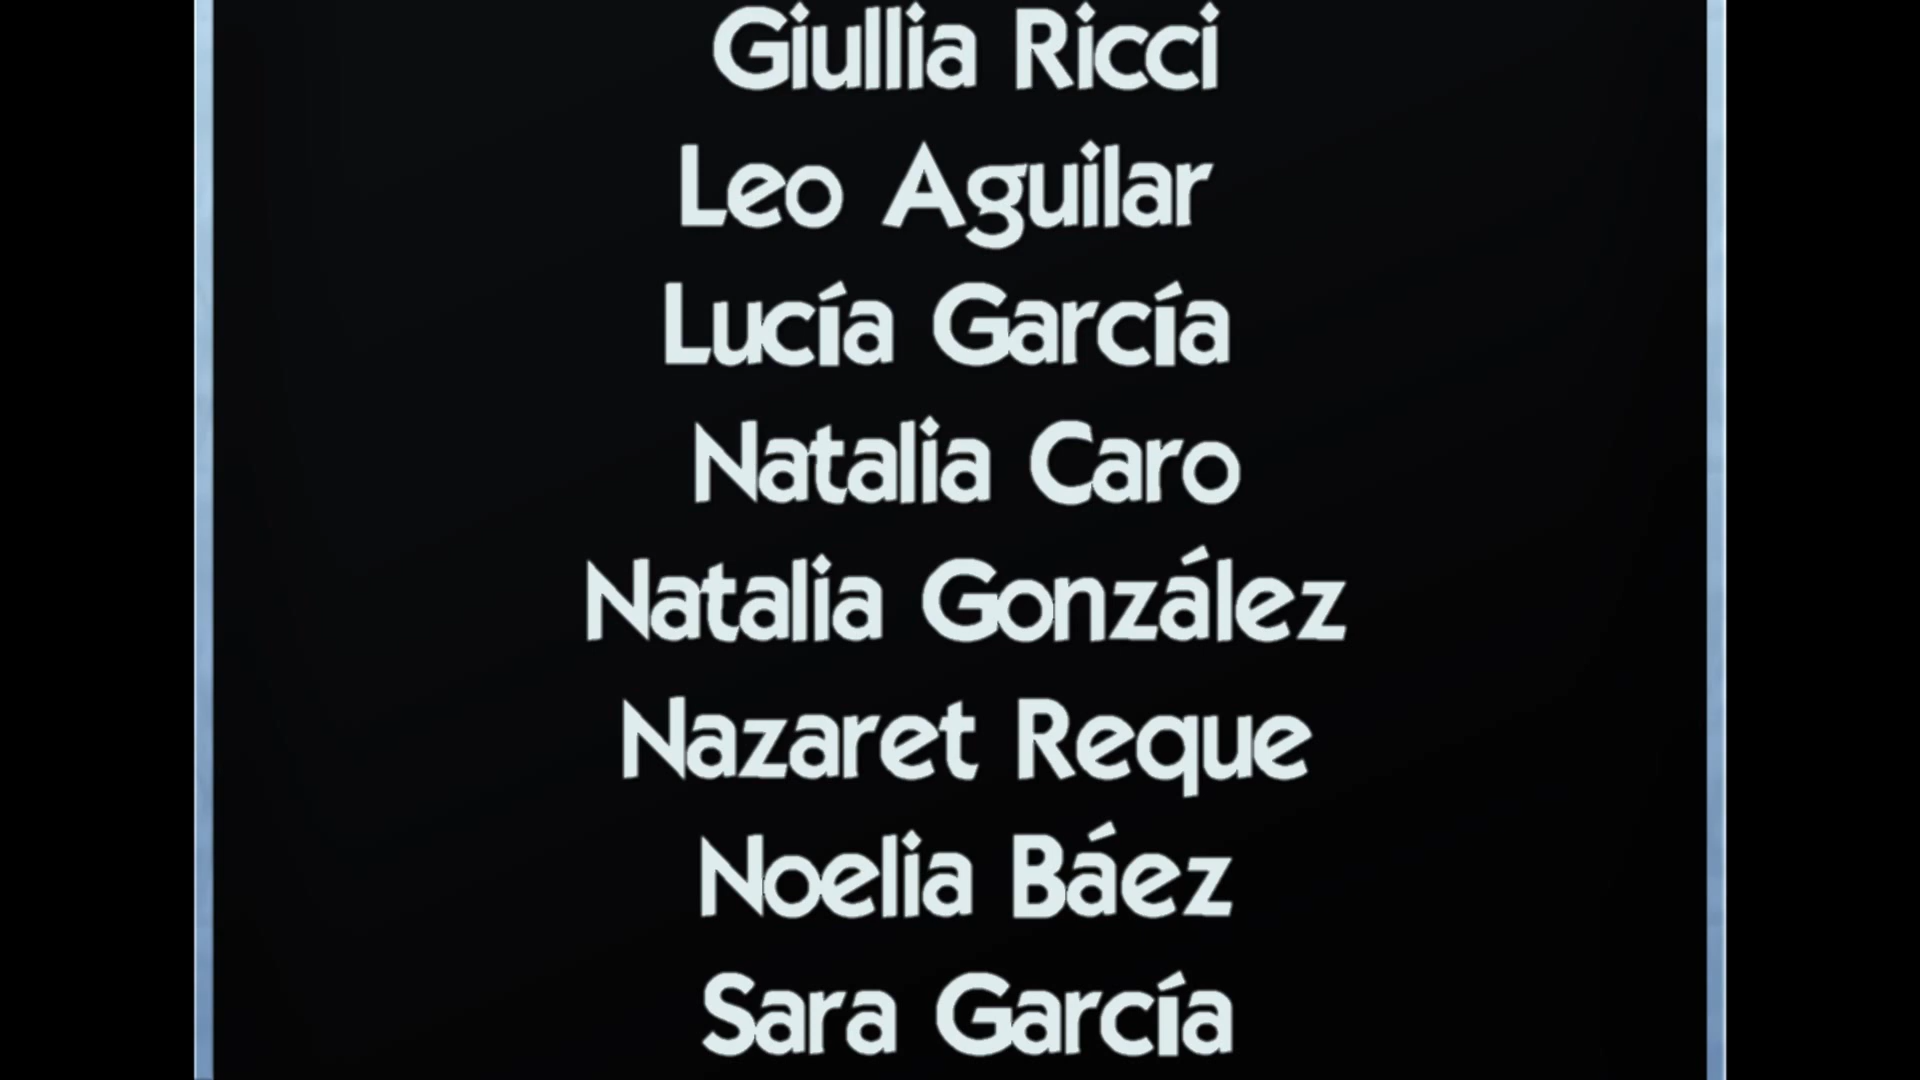 Giullia Ricci
Leo Aguilar
Lucía García
Natalia Caro
Natalia González
Nazaret Reque
Noelia Báez
Sara García